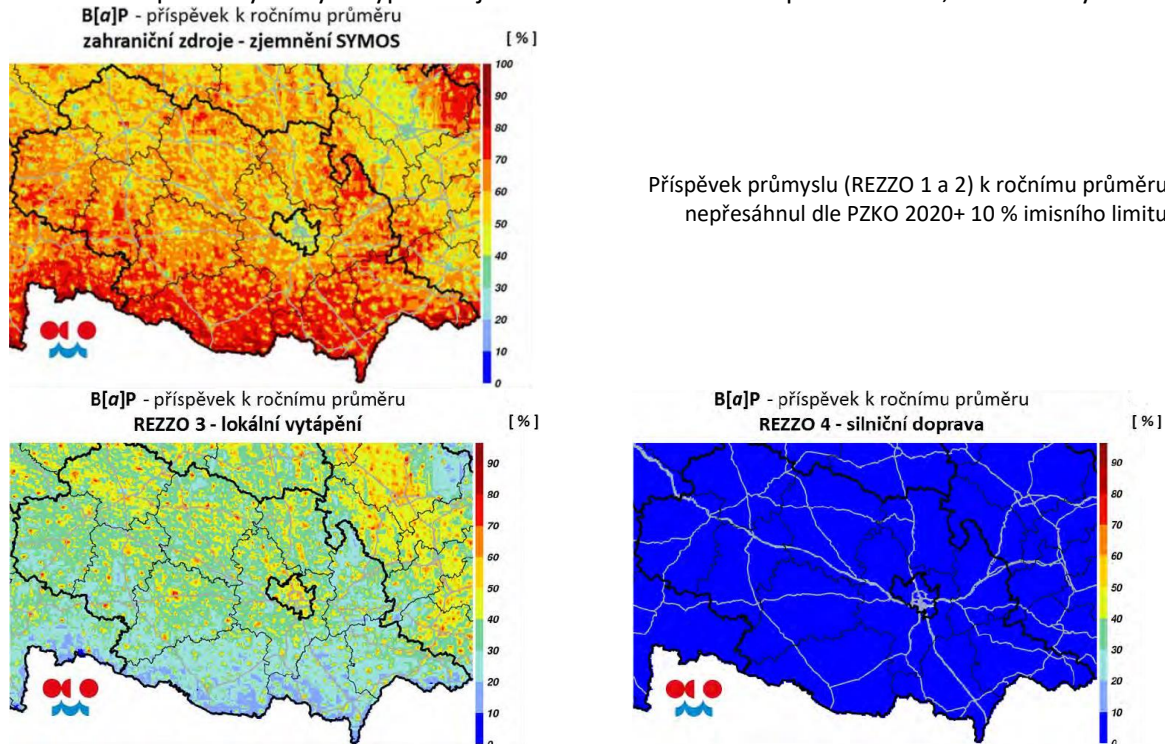 B[a]P - příspěvek k ročnímu průměru
zahraniční zdroje - zjemnění SYMOS
[ % ]
100
90
80
70
60
50
40
30
20
10
0
Příspěvek průmyslu (REZZO 1 a 2) k ročnímu průměru
nepřesáhnul dle PZKO 2020+ 10 % imisního limitu
B[a]P - příspěvek k ročnímu průměru
REZZO 3 - lokální vytápění
[ % ]
90
80
70
60
50
40
30
20
10
0
B[a]P - příspěvek k ročnímu průměru
REZZO 4 - silniční doprava
[ % ]
90
80
70
60
50
40
30
20
10
0